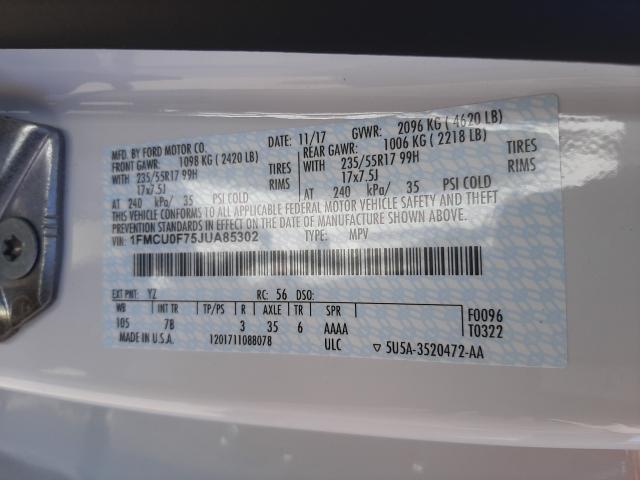 MFD. BY FORD MOTOR CO.
DATE: 11/17 GVWR: 2096 KG ( 4620 LB)
FRONT GAWR: 1098 KG ( 2420 LB) REAR GAWR: 1006 KG ( 2218 LB)
WITH 235/55R17 99H TIRES WITH 235/55R17 99H TIRES
17x7.5J RIMS 17x7.5J RIMS
AT 240 kPa/ 35 PSI COLD AT 240 kPa/ 35 PSI COLD
THIS VEHICLE CONFORMS TO ALL APPLICABLE FEDERAL MOTOR VEHICLE SAFETY AND THEFT
PREVENTION STANDARDS IN EFFECT ON THE DATE OF MANUFACTURE SHOWN ABOVE.
VIN: 1FMCU0F75JUA85302 TYPE: MPV
EXT PNT: YZ RC: 56 DSO:
WB INT TR TP/PS R AXLE TR SPR F0096
105 7B 3 35 6 AAAA T0322
MADE IN U.S.A. 1201711088078 ULC ▽ 5U5A-3520472-AA